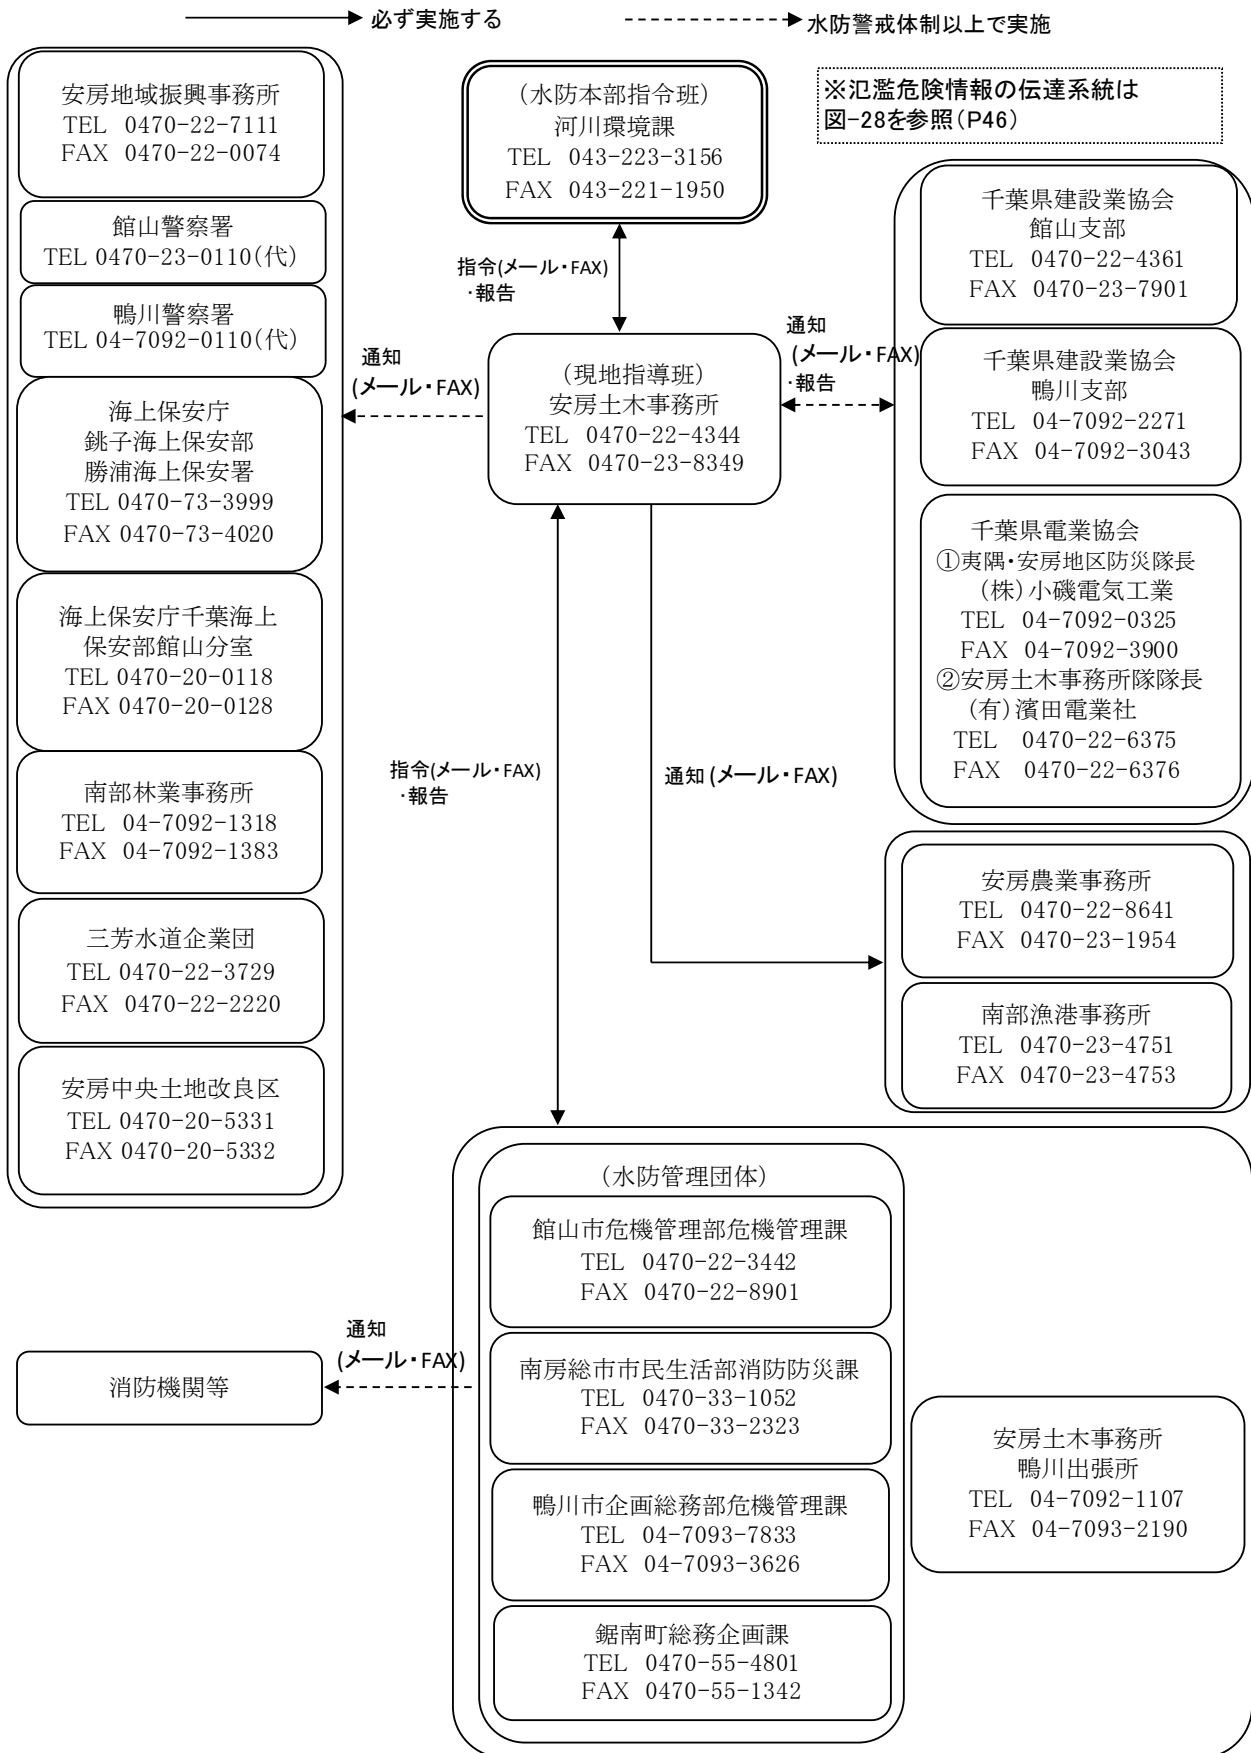 必ず実施する
水防警戒体制以上で実施
安房地域振興事務所
TEL 0470-22-7111
FAX 0470-22-0074
館山警察署
TEL 0470-23-0110(代)
鴨川警察署
TEL 04-7092-0110(代)
海上保安庁
銚子海上保安部
勝浦海上保安署
TEL 0470-73-3999
FAX 0470-73-4020
海上保安庁千葉海上
保安部館山分室
TEL 0470-20-0118
FAX 0470-20-0128
南部林業事務所
TEL 04-7092-1318
FAX 04-7092-1383
三芳水道企業団
TEL 0470-22-3729
FAX 0470-22-2220
安房中央土地改良区
TEL 0470-20-5331
FAX 0470-20-5332
(水防本部指令班)
河川環境課
TEL 043-223-3156
FAX 043-221-1950
※氾濫危険情報の伝達系統は
図-28を参照(P46)
指令(メール・FAX)
・報告
通知
(メール・FAX)
(現地指導班)
安房土木事務所
TEL 0470-22-4344
FAX 0470-23-8349
通知
(メール・FAX)
・報告
千葉県建設業協会
館山支部
TEL 0470-22-4361
FAX 0470-23-7901
千葉県建設業協会
鴨川支部
TEL 04-7092-2271
FAX 04-7092-3043
千葉県電業協会
①夷隅・安房地区防災隊長
(株)小磯電気工業
TEL 04-7092-0325
FAX 04-7092-3900
②安房土木事務所隊隊長
(有)濱田電業社
TEL 0470-22-6375
FAX 0470-22-6376
指令(メール・FAX)
・報告
通知(メール・FAX)
安房農業事務所
TEL 0470-22-8641
FAX 0470-23-1954
南部漁港事務所
TEL 0470-23-4751
FAX 0470-23-4753
(水防管理団体)
館山市危機管理部危機管理課
TEL 0470-22-3442
FAX 0470-22-8901
南房総市市民生活部消防防災課
TEL 0470-33-1052
FAX 0470-33-2323
鴨川市企画総務部危機管理課
TEL 04-7093-7833
FAX 04-7093-3626
鋸南町総務企画課
TEL 0470-55-4801
FAX 0470-55-1342
通知
(メール・FAX)
消防機関等
安房土木事務所
鴨川出張所
TEL 04-7092-1107
FAX 04-7093-2190